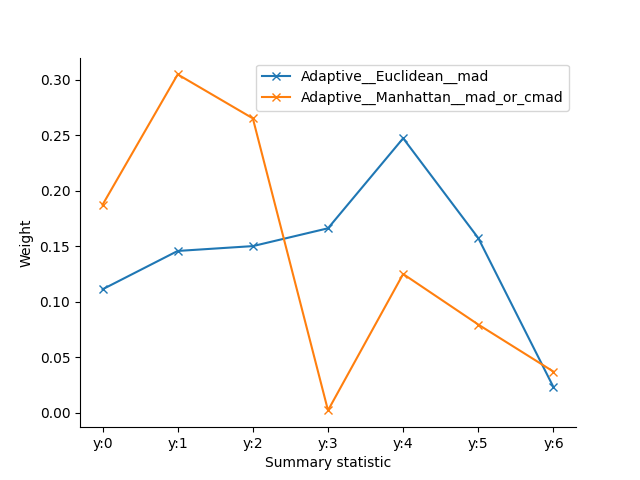 Adaptive__Euclidean__mad
Adaptive__Manhattan__mad_or_cmad
0.30
0.25
0.20
0.15
0.10
0.05
0.00
Weight
y:0 y:1 y:2 y:3 y:4 y:5 y:6
Summary statistic